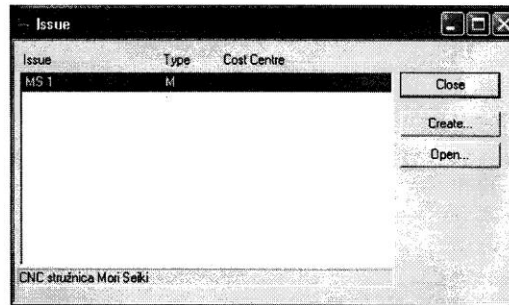 Issue
Issue Type Cost Centre
MS 1 M
Close
Create...
Open...
CNC stružnica Mori Seiki